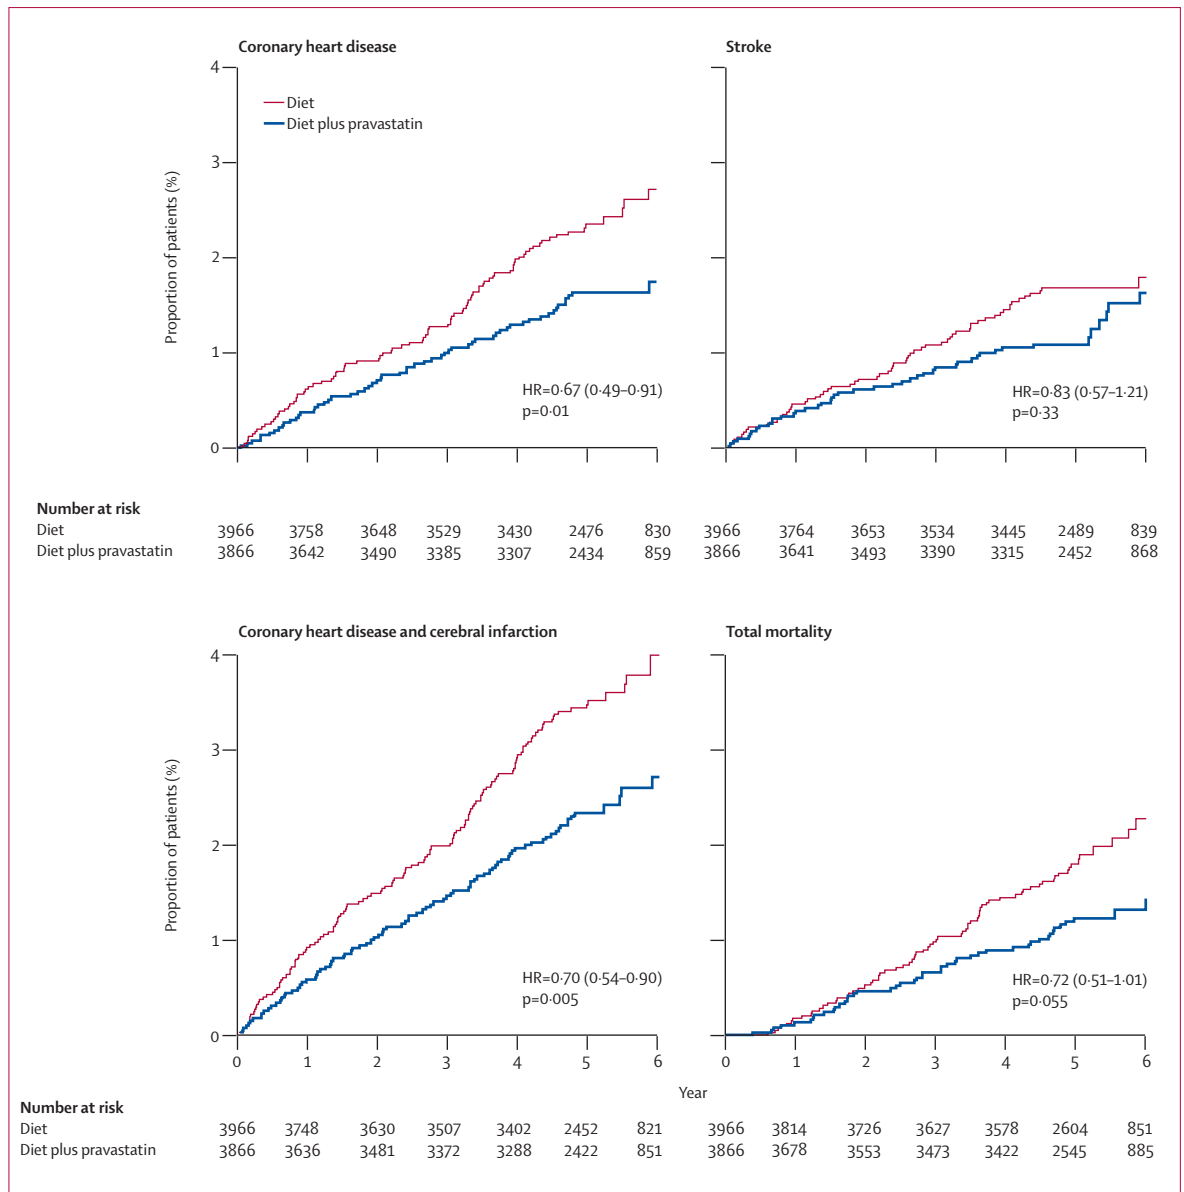 Coronary heart disease
Stroke
4
3
2
1
0
Proportion of patients (%)
Diet
Diet plus pravastatin
HR=0·67 (0·49–0·91)
p=0·01
HR=0·83 (0·57–1·21)
p=0·33
Number at risk
Diet 3966 3758 3648 3529 3430 2476 830 3966 3764 3653 3534 3445 2489 839
Diet plus pravastatin 3866 3642 3490 3385 3307 2434 859 3866 3641 3493 3390 3315 2452 868
Coronary heart disease and cerebral infarction
Total mortality
4
3
2
1
0
Proportion of patients (%)
HR=0·70 (0·54–0·90)
p=0·005
HR=0·72 (0·51–1·01)
p=0·055
0 1 2 3 4 5 6 0 1 2 3 4 5 6
Year
Number at risk
Diet 3966 3748 3630 3507 3402 2452 821 3966 3814 3726 3627 3578 2604 851
Diet plus pravastatin 3866 3636 3481 3372 3288 2422 851 3866 3678 3553 3473 3422 2545 885